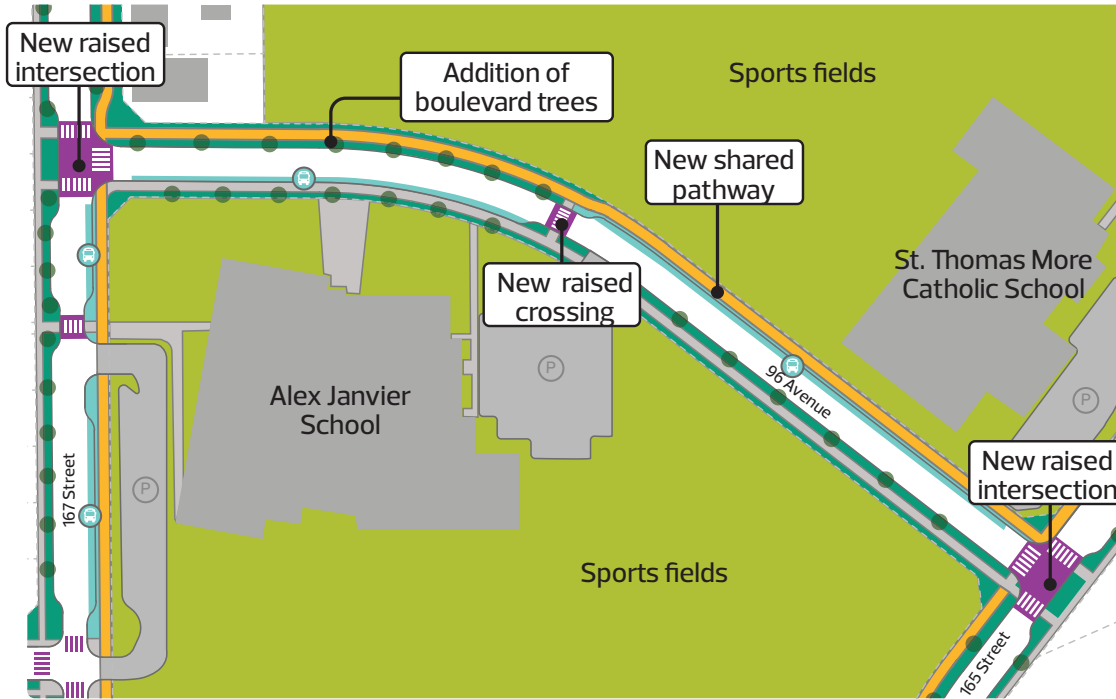 New raised
intersection
Addition of
boulevard trees
Sports fields
New shared
pathway
St. Thomas More
Catholic School
New raised
crossing
P
96 Avenue
P
Alex Janvier
School
New raised
intersection
P
167 Street
Sports fields
165 Street